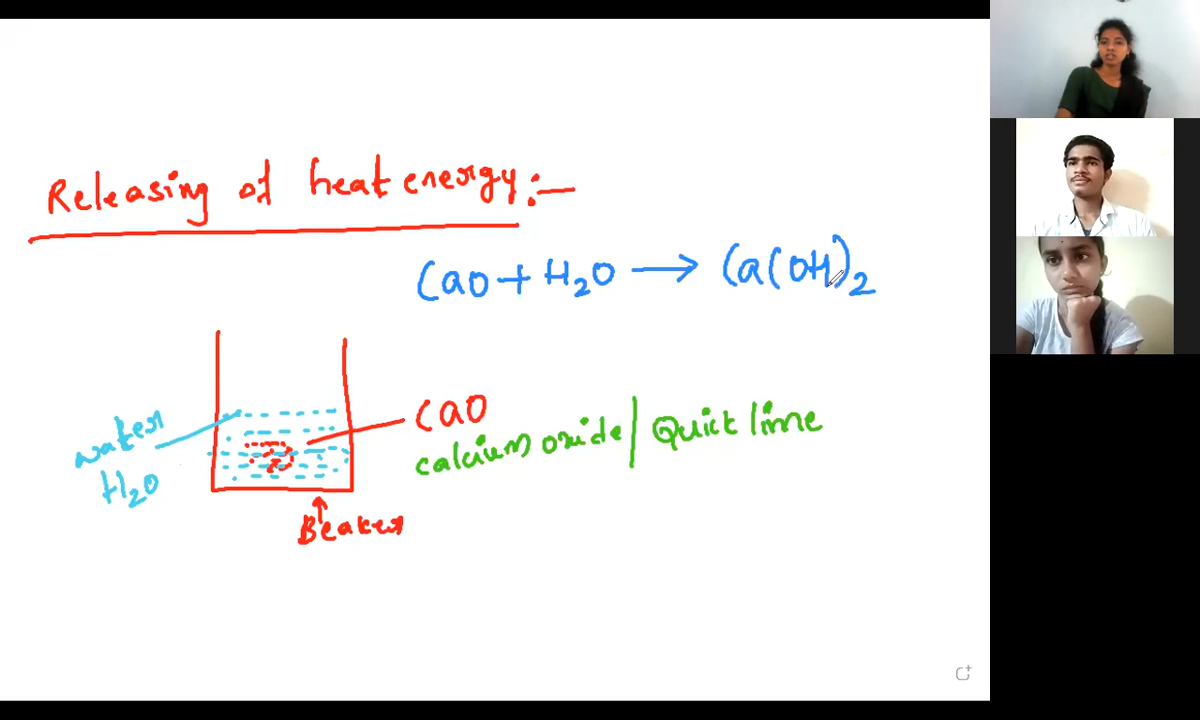 Releasing of heat energy :-
CaO + H2O → Ca(OH)2
water
H2O
CaO
calcium oxide / Quick lime
Beaker